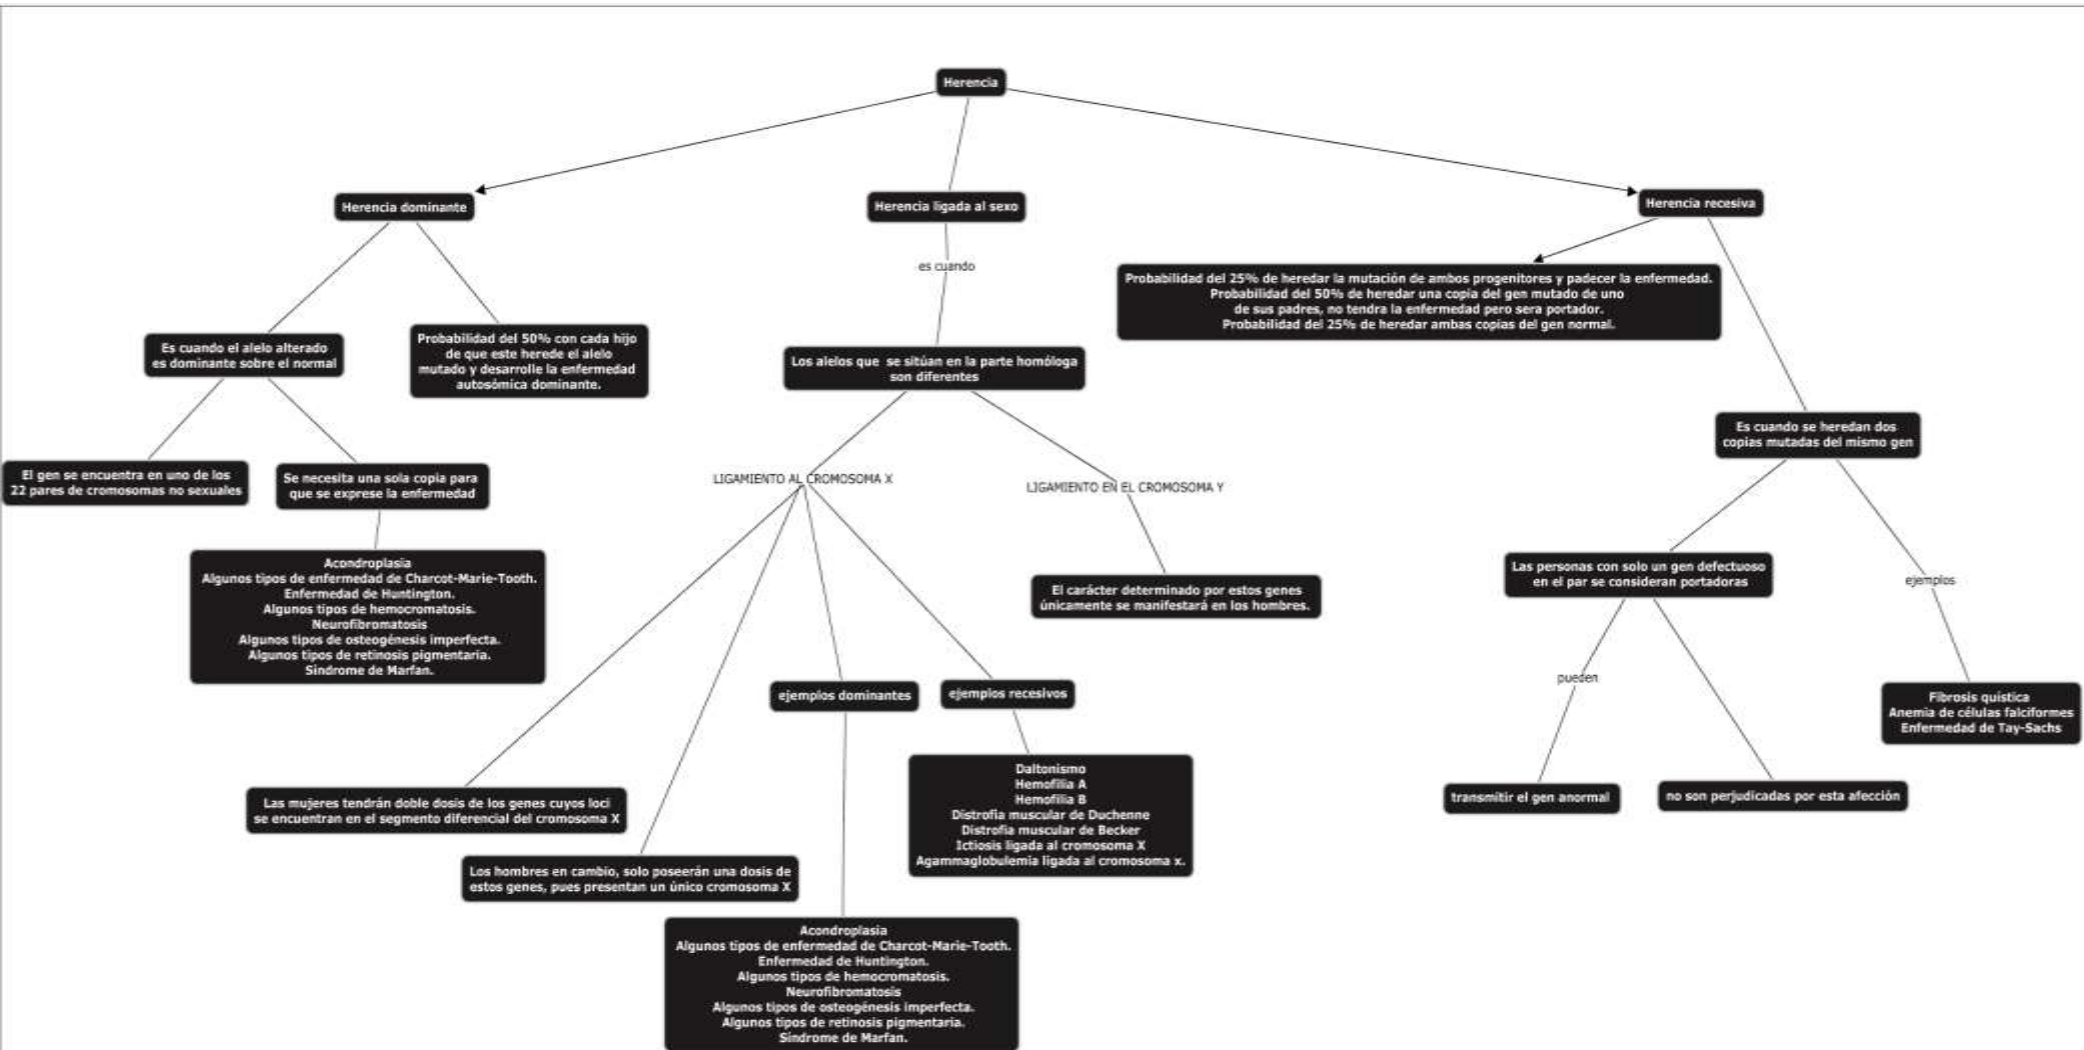 Herencia
Herencia dominante
Herencia ligada al sexo
Herencia recesiva
es cuando
Probabilidad del 25% de heredar la mutación de ambos progenitores y padecer la enfermedad.
Probabilidad del 50% de heredar una copia del gen mutado de uno
de sus padres, no tendra la enfermedad pero sera portador.
Probabilidad del 25% de heredar ambas copias del gen normal.
Es cuando el alelo alterado
es dominante sobre el normal
Probabilidad del 50% con cada hijo
de que este herede el alelo
mutado y desarrolle la enfermedad
autosómica dominante.
Los alelos que se sitúan en la parte homóloga
son diferentes
Es cuando se heredan dos
copias mutadas del mismo gen
El gen se encuentra en uno de los
22 pares de cromosomas no sexuales
Se necesita una sola copia para
que se exprese la enfermedad
LIGAMIENTO AL CROMOSOMA X
LIGAMIENTO EN EL CROMOSOMA Y
Acondroplasia
Algunos tipos de enfermedad de Charcot-Marie-Tooth.
Enfermedad de Huntington.
Algunos tipos de hemocromatosis.
Neurofibromatosis
Algunos tipos de osteogénesis imperfecta.
Algunos tipos de retinosis pigmentaria.
Síndrome de Marfan.
El carácter determinado por estos genes
únicamente se manifestará en los hombres.
Las personas con solo un gen defectuoso
en el par se consideran portadoras
ejemplos
pueden
ejemplos dominantes
ejemplos recesivos
Fibrosis quística
Anemia de células falciformes
Enfermedad de Tay-Sachs
Daltonismo
Hemofilia A
Hemofilia B
Distrofia muscular de Duchenne
Distrofia muscular de Becker
Ictiosis ligada al cromosoma X
Agammaglobulemia ligada al cromosoma x.
Las mujeres tendrán doble dosis de los genes cuyos loci
se encuentran en el segmento diferencial del cromosoma X
transmitir el gen anormal
no son perjudicadas por esta afección
Los hombres en cambio, solo poseerán una dosis de
estos genes, pues presentan un único cromosoma X
Acondroplasia
Algunos tipos de enfermedad de Charcot-Marie-Tooth.
Enfermedad de Huntington.
Algunos tipos de hemocromatosis.
Neurofibromatosis
Algunos tipos de osteogénesis imperfecta.
Algunos tipos de retinosis pigmentaria.
Síndrome de Marfan.